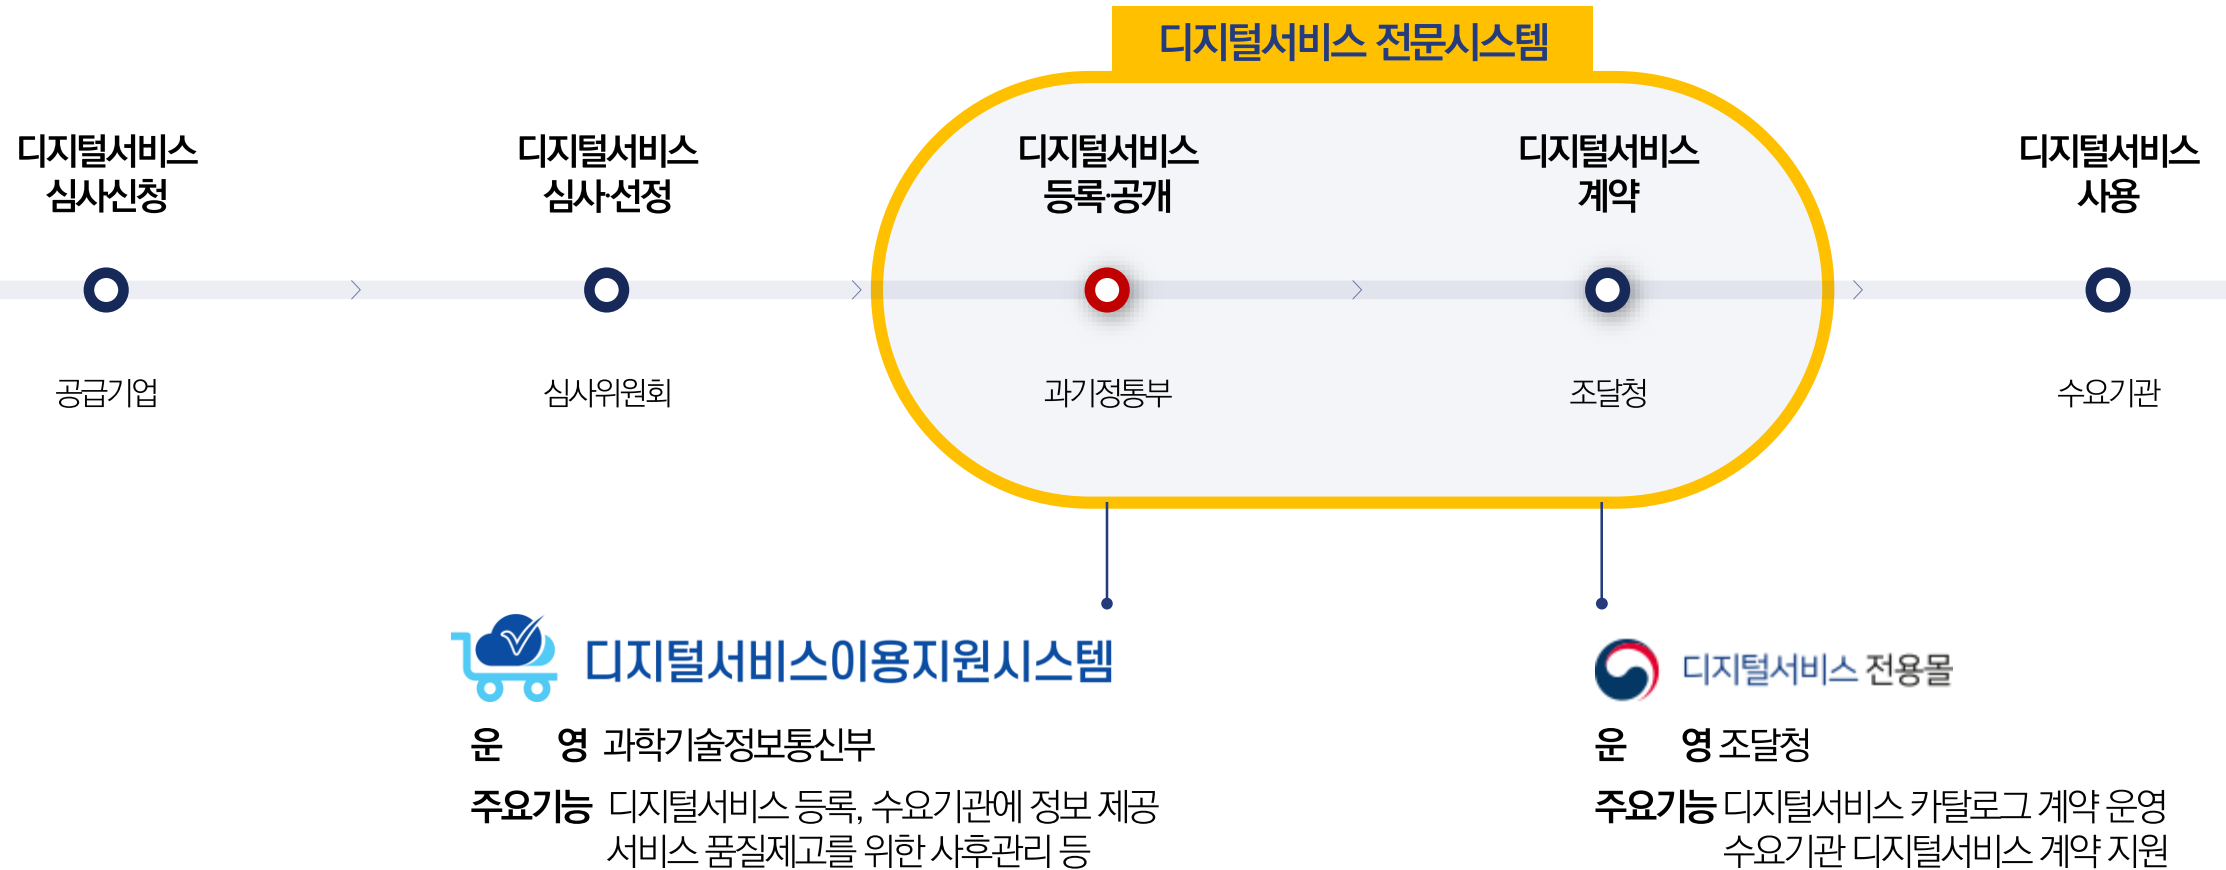 디지털서비스 전문시스템
디지털서비스
심사신청
디지털서비스
심사·선정
디지털서비스
등록·공개
디지털서비스
계약
디지털서비스
사용
공급기업
심사위원회
과기정통부
조달청
수요기관
디지털서비스이용지원시스템
운 영 과학기술정보통신부
주요기능 디지털서비스 등록, 수요기관에 정보 제공
서비스 품질제고를 위한 사후관리 등
디지털서비스 전용몰
운 영 조달청
주요기능 디지털서비스 카탈로그 계약 운영
수요기관 디지털서비스 계약 지원